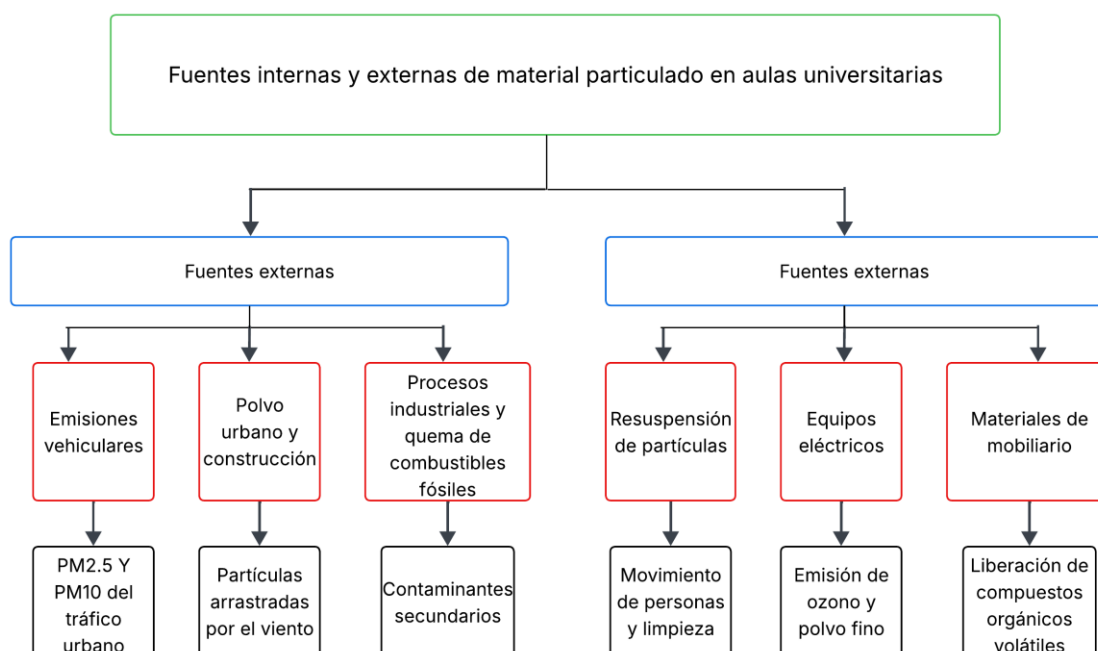 Fuentes internas y externas de material particulado en aulas universitarias
Fuentes externas
Fuentes externas
Emisiones
vehiculares
Polvo
urbano y
construcción
Procesos
industriales y
quema de
combustibles
fósiles
Resuspensión
de partículas
Equipos
eléctricos
Materiales de
mobiliario
PM2.5 Y
PM10 del
tráfico
urbano
Partículas
arrastradas
por el viento
Contaminantes
secundarios
Movimiento
de personas
y limpieza
Emisión de
ozono y
polvo fino
Liberación de
compuestos
orgánicos
volátiles